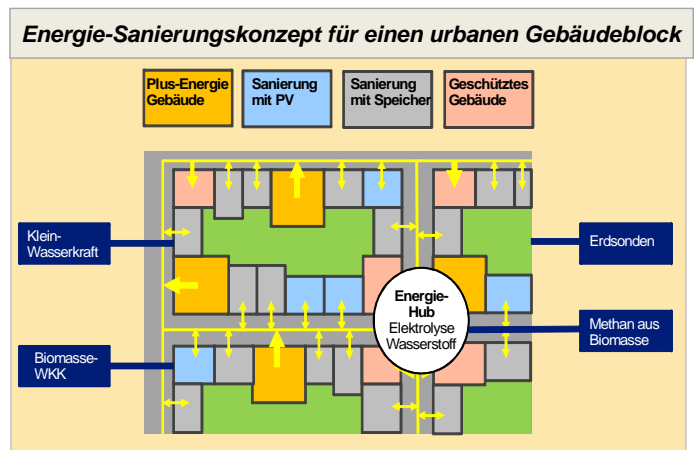 Energie-Sanierungskonzept für einen urbanen Gebäudeblock
Plus-Energie
Gebäude
Sanierung
mit PV
Sanierung
mit Speicher
Geschütztes
Gebäude
Klein-
Wasserkraft
Erdsonden
Energie-
Hub
Elektrolyse
Wasserstoff
Methan aus
Biomasse
Biomasse-
WKK